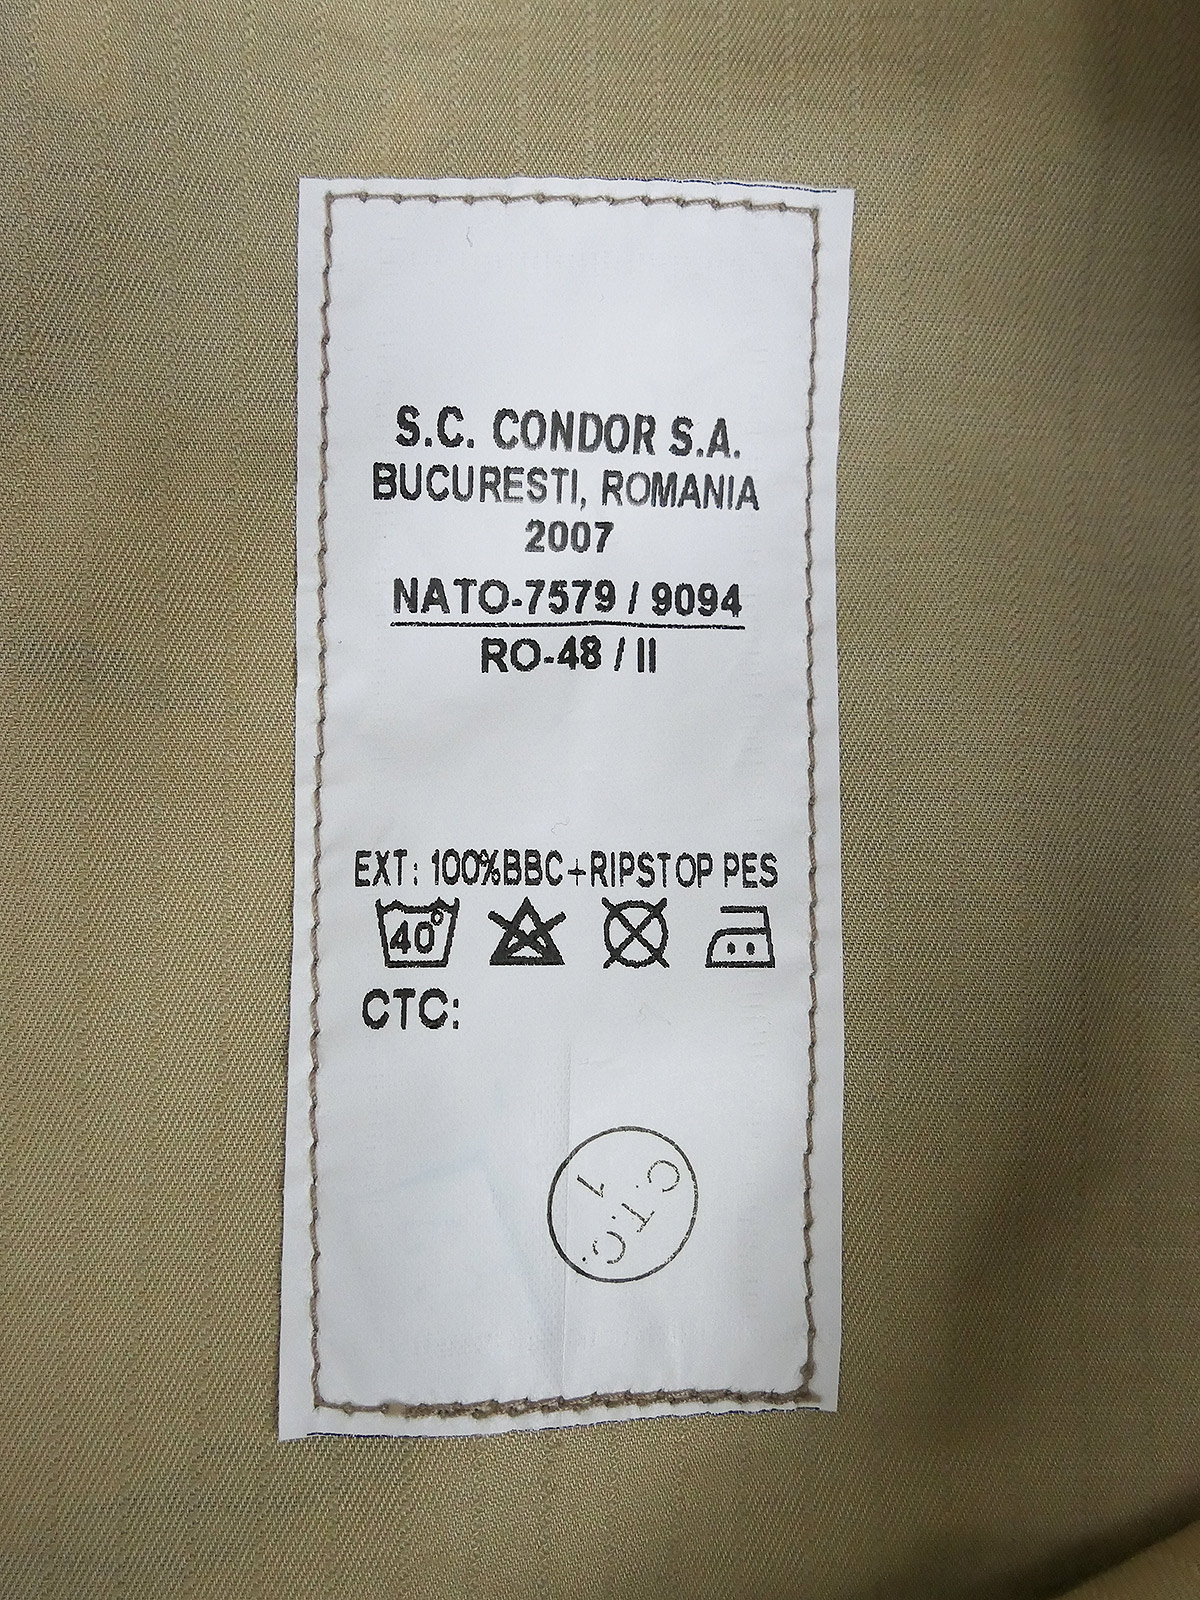 S.C. CONDOR S.A.
BUCURESTI, ROMANIA
2007
NATO-7579 / 9094
RO-48 / II
EXT: 100%BBC+RIPSTOP PES
40°
CTC:
C.T.C.
1